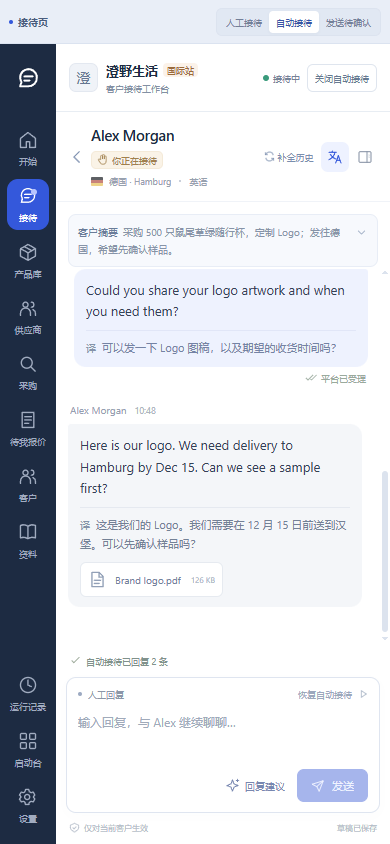 接待页
人工接待 自动接待 发送待确认
澄 澄野生活 国际站
客户接待工作台
接待中 关闭自动接待
开始
接待
产品库
供应商
采购
待我报价
客户
资料
运行记录
启动台
设置
Alex Morgan
你正在接待
补全历史
德国 · Hamburg · 英语
客户摘要 采购 500 只鼠尾草绿随行杯，定制 Logo；发往德
国，希望先确认样品。
Could you share your logo artwork and when
you need them?
译 可以发一下 Logo 图稿，以及期望的收货时间吗？
平台已受理
Alex Morgan 10:48
Here is our logo. We need delivery to
Hamburg by Dec 15. Can we see a sample
first?
译 这是我们的 Logo。我们需要在 12 月 15 日前送到汉
堡。可以先确认样品吗？
Brand logo.pdf 126 KB
自动接待已回复 2 条
人工回复 恢复自动接待
输入回复，与 Alex 继续聊聊...
回复建议 发送
仅对当前客户生效 草稿已保存